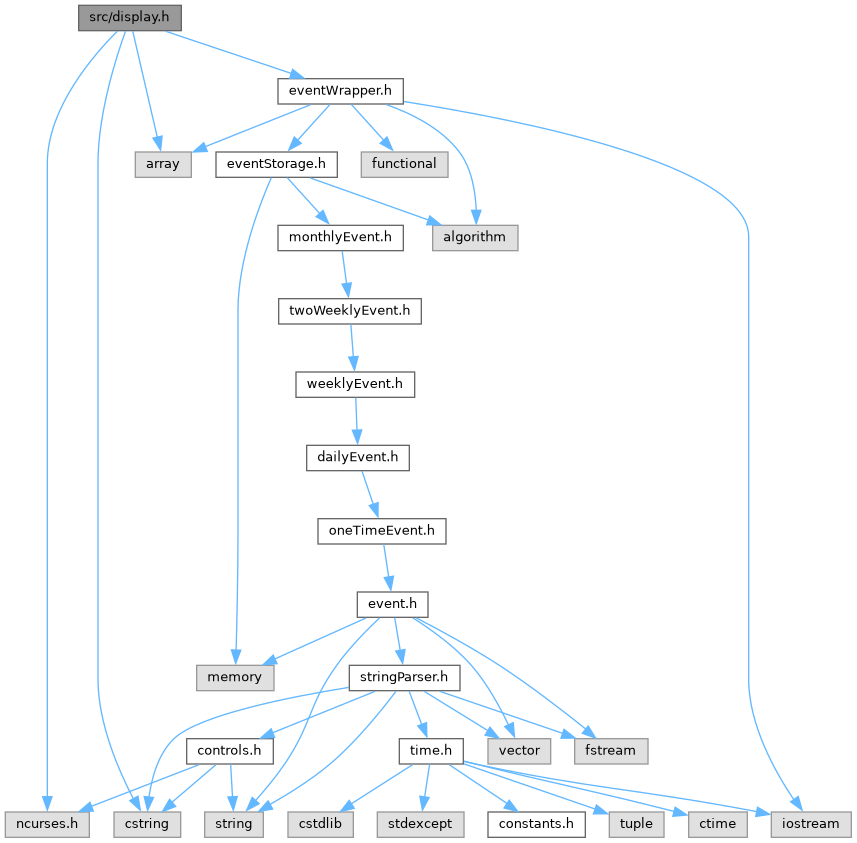 src/display.h
eventWrapper.h
array
eventStorage.h
functional
monthlyEvent.h
algorithm
twoWeeklyEvent.h
weeklyEvent.h
dailyEvent.h
oneTimeEvent.h
event.h
memory
stringParser.h
controls.h
time.h
vector
fstream
ncurses.h
cstring
string
cstdlib
stdexcept
constants.h
tuple
ctime
iostream